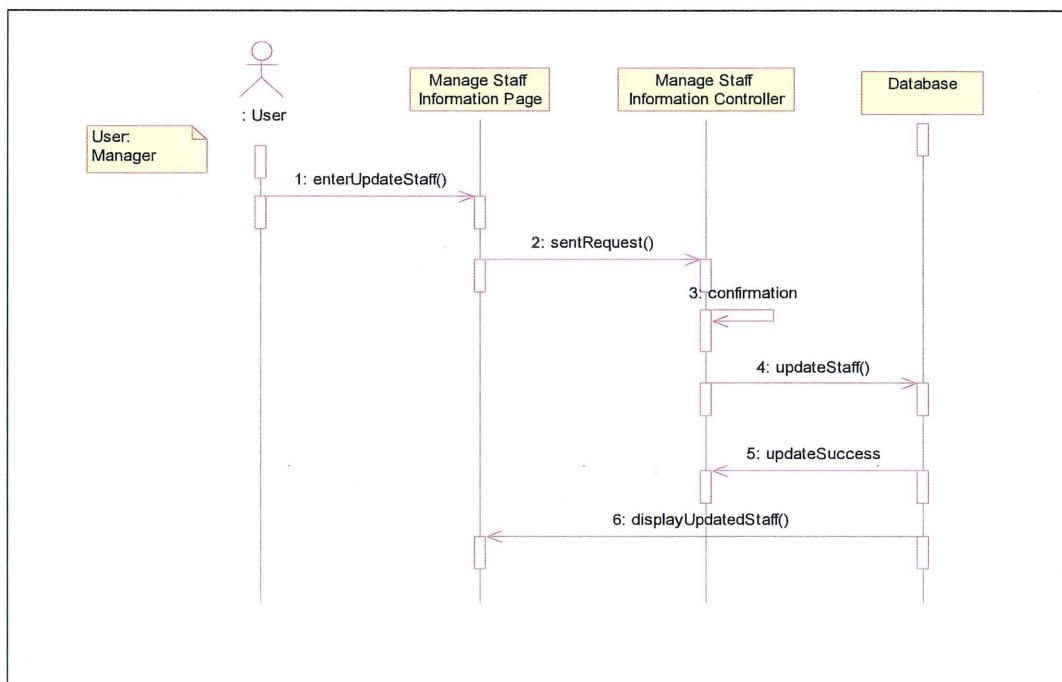 Manage Staff
Information Page
Manage Staff
Information Controller
Database
: User
User:
Manager
1: enterUpdateStaff()
2: sentRequest()
3: confirmation
4: updateStaff()
5: updateSuccess
6: displayUpdatedStaff()